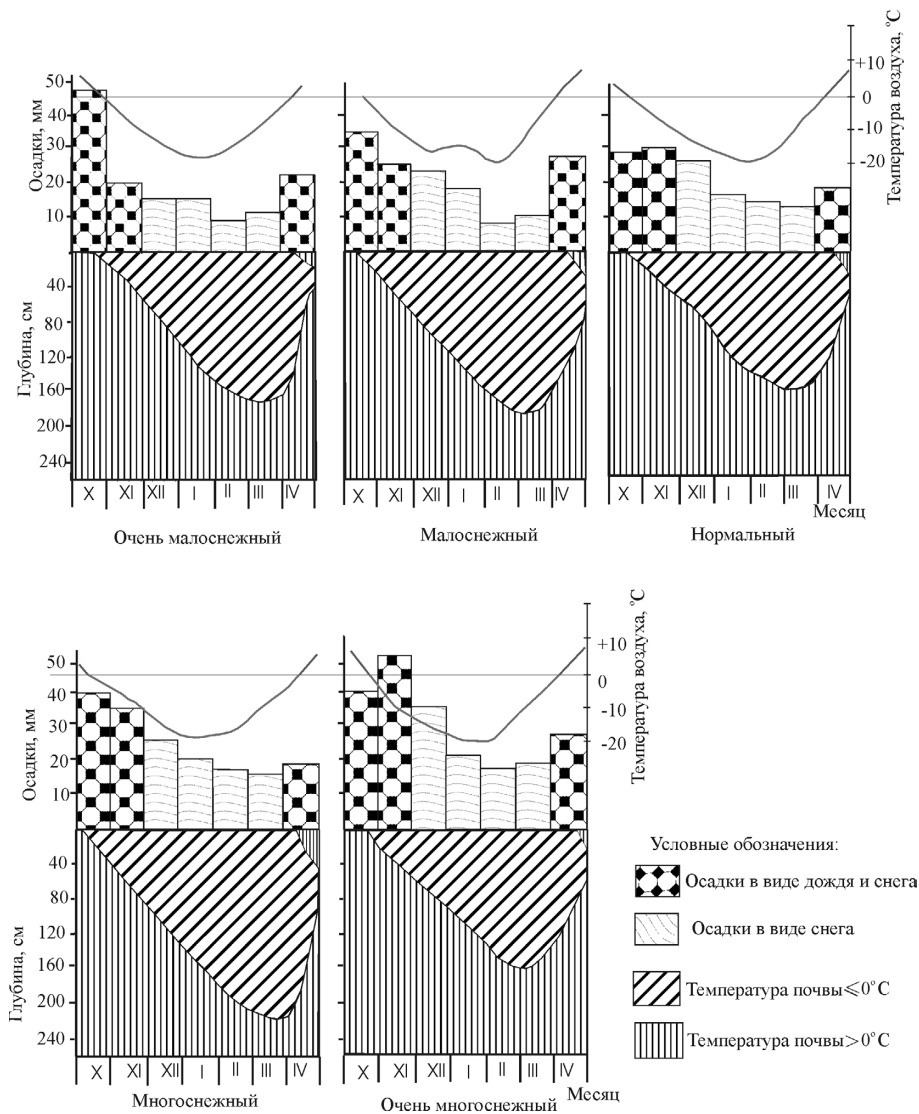 Осадки, мм
50
40
30
20
10
Температура воздуха, °С
+10
0
-10
-20
Глубина, см
40
80
120
160
200
240
X XI XII I II III IV
X XI XII I II III IV
X XI XII I II III IV
Месяц
Очень малоснежный
Малоснежный
Нормальный
Осадки, мм
50
40
30
20
10
Температура воздуха, °С
+10
0
-10
-20
Глубина, см
40
80
120
160
200
240
X XI XII I II III IV
X XI XII I II III IV
Месяц
Многоснежный
Очень многоснежный
Условные обозначения:
Осадки в виде дождя и снега
Осадки в виде снега
Температура почвы≤0°С
Температура почвы>0°С